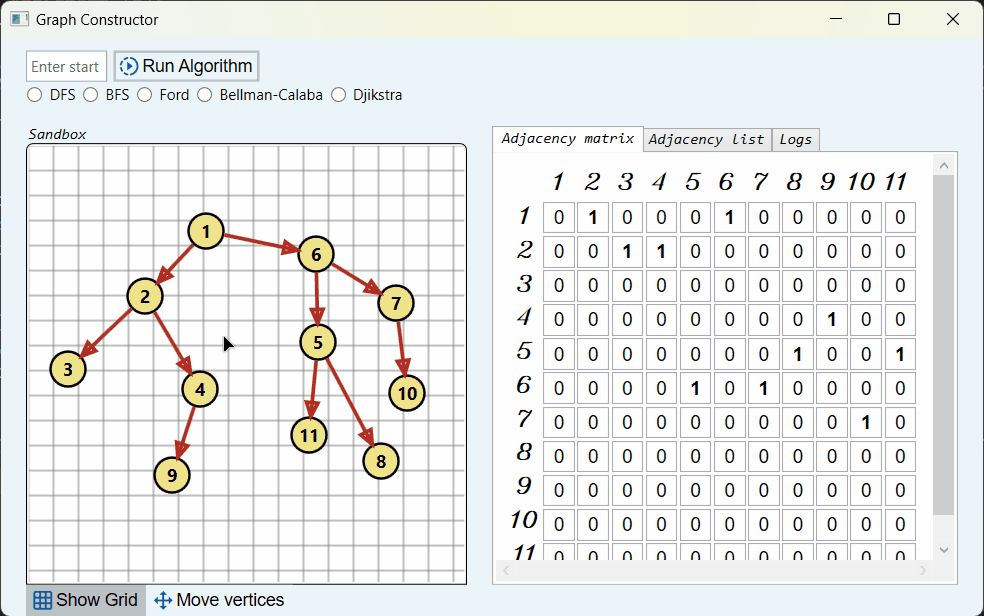 Graph Constructor
Enter start Run Algorithm
DFS BFS Ford Bellman-Calaba Djikstra
Sandbox
1
6
2
7
5
3
4
10
11
8
9
Show Grid Move vertices
Adjacency matrix Adjacency list Logs
1 2 3 4 5 6 7 8 9 10 11
1 0 1 0 0 0 1 0 0 0 0 0
2 0 0 1 1 0 0 0 0 0 0 0
3 0 0 0 0 0 0 0 0 0 0 0
4 0 0 0 0 0 0 0 0 1 0 0
5 0 0 0 0 0 0 0 1 0 0 1
6 0 0 0 0 1 0 1 0 0 0 0
7 0 0 0 0 0 0 0 0 0 1 0
8 0 0 0 0 0 0 0 0 0 0 0
9 0 0 0 0 0 0 0 0 0 0 0
10 0 0 0 0 0 0 0 0 0 0 0
11 0 0 0 0 0 0 0 0 0 0 0